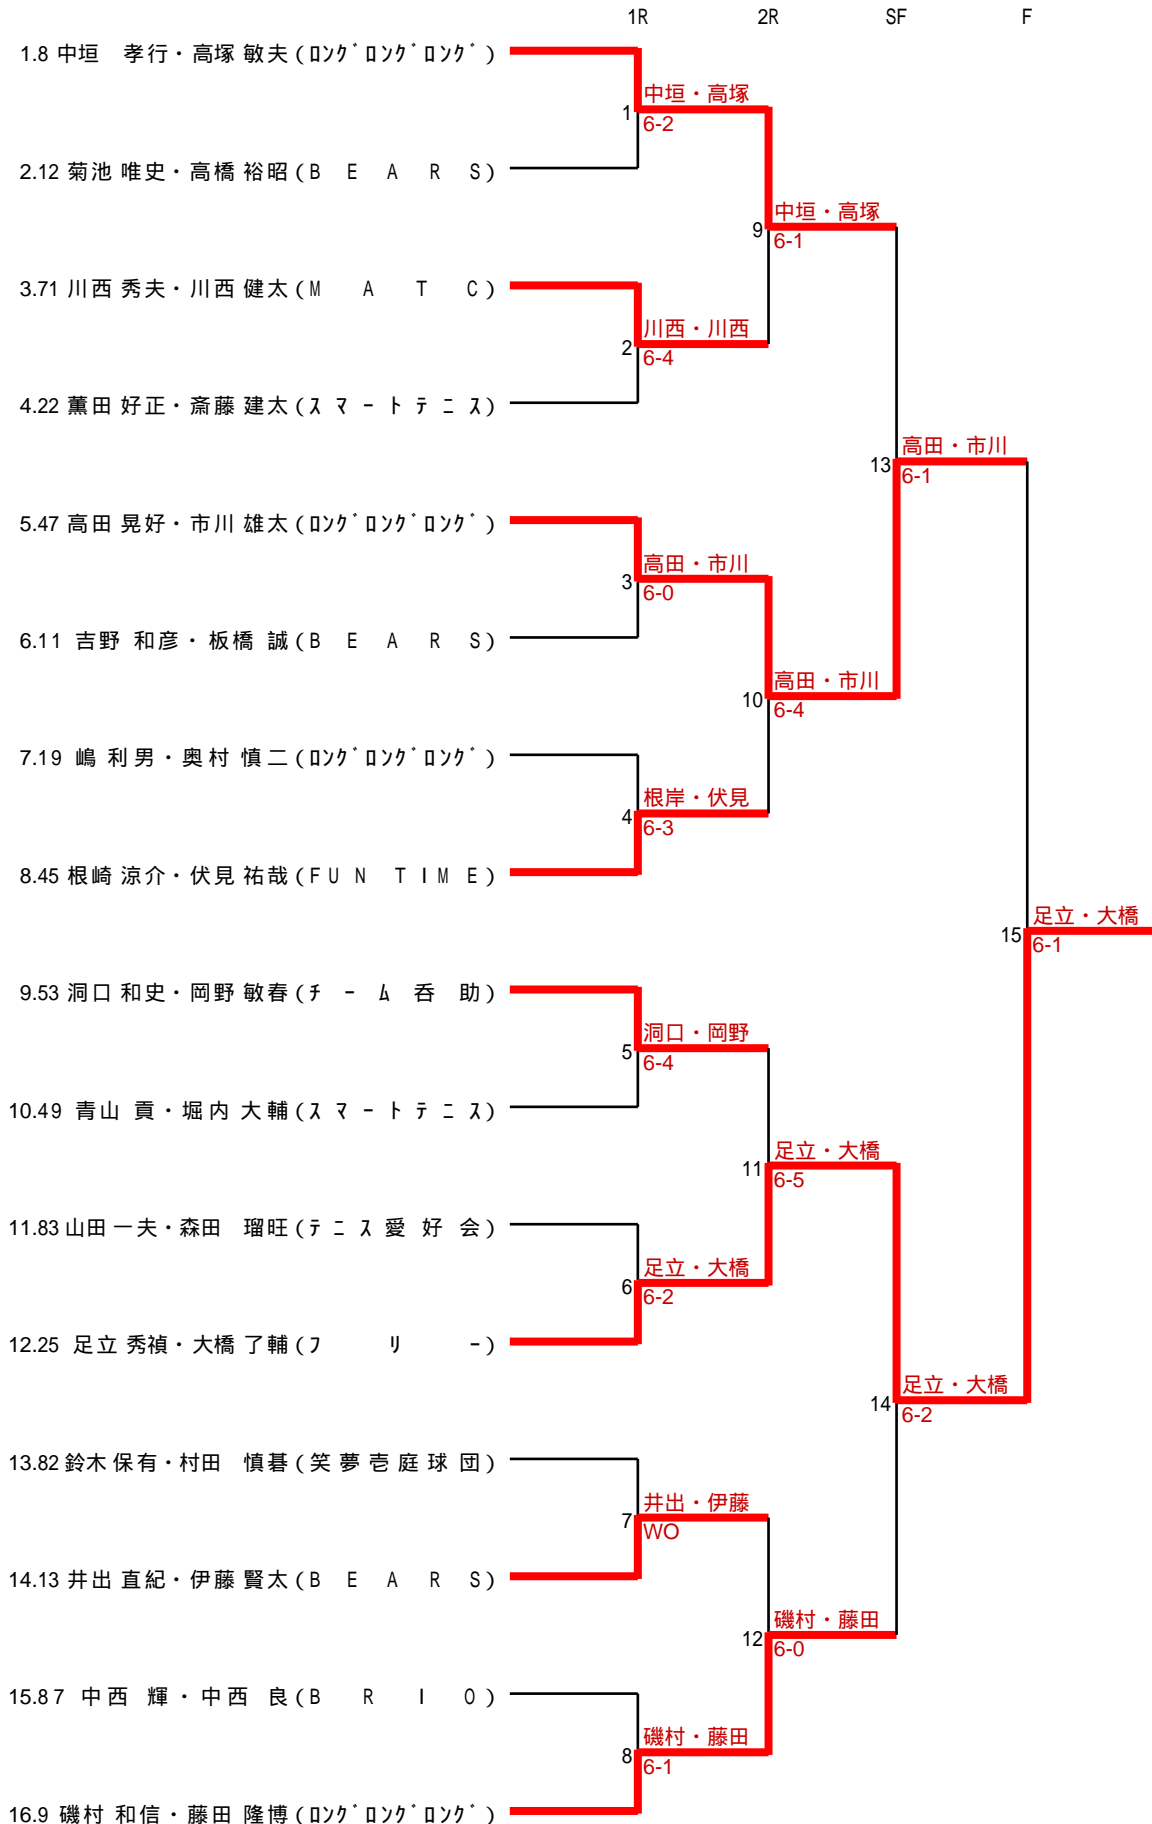 1R 2R SF F
1.8 中垣　孝行・高塚 敏夫(ﾛﾝｸﾞﾛﾝｸﾞﾛﾝｸﾞ)
中垣・高塚
1
6-2
2.12 菊池 唯史・高橋 裕昭(B E A R S)
中垣・高塚
9
6-1
3.71 川西 秀夫・川西 健太(M A T C)
川西・川西
2
6-4
4.22 薫田 好正・斎藤 建太(ｽﾏｰﾄﾃﾆｽ)
高田・市川
13
6-1
5.47 高田 晃好・市川 雄太(ﾛﾝｸﾞﾛﾝｸﾞﾛﾝｸﾞ)
高田・市川
3
6-0
6.11 吉野 和彦・板橋 誠(B E A R S)
高田・市川
10
6-4
7.19 嶋 利男・奥村 慎二(ﾛﾝｸﾞﾛﾝｸﾞﾛﾝｸﾞ)
根岸・伏見
4
6-3
8.45 根崎 涼介・伏見 祐哉(FUN TIME)
足立・大橋
15
6-1
9.53 洞口 和史・岡野 敏春(ﾁｰﾑ呑助)
洞口・岡野
5
6-4
10.49 青山 貢・堀内 大輔(ｽﾏｰﾄﾃﾆｽ)
足立・大橋
11
6-5
11.83 山田 一夫・森田　瑠旺(ﾃﾆｽ愛好会)
足立・大橋
6
6-2
12.25 足立 秀禎・大橋 了輔(ﾌﾘｰ)
足立・大橋
14
6-2
13.82 鈴木 保有・村田　慎碁(笑夢壱庭球団)
井出・伊藤
7
WO
14.13 井出 直紀・伊藤 賢太(B E A R S)
磯村・藤田
12
6-0
15.87 中西 輝・中西 良(B R I O)
磯村・藤田
8
6-1
16.9 磯村 和信・藤田 隆博(ﾛﾝｸﾞﾛﾝｸﾞﾛﾝｸﾞ)